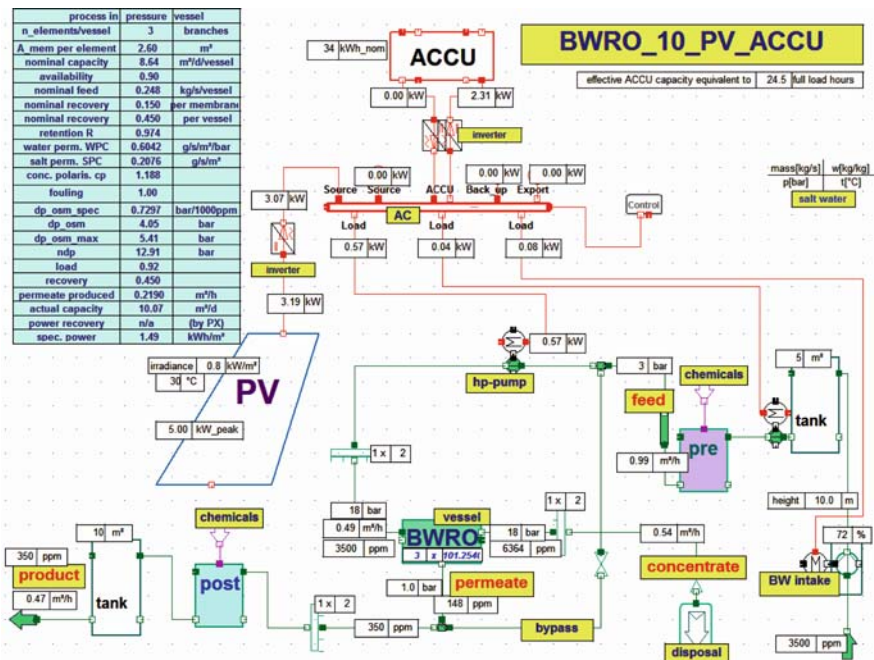 process in pressure vessel
n_elements/vessel 3 branches
A_mem per element 2.60 m²
nominal capacity 8.64 m³/d/vessel
availability 0.90
nominal feed 0.248 kg/s/vessel
nominal recovery 0.150 per membrane
nominal recovery 0.450 per vessel
retention R 0.974
water perm. WPC 0.6042 g/s/m²/bar
salt perm. SPC 0.2076 g/s/m²
conc. polaris. cp 1.188
fouling 1.00
dp_osm_spec 0.7297 bar/1000ppm
dp_osm 4.05 bar
dp_osm_max 5.41 bar
ndp 12.91 bar
load 0.92
recovery 0.450
permeate produced 0.2190 m³/h
actual capacity 10.07 m³/d
power recovery n/a (by PX)
spec. power 1.49 kWh/m³
BWRO_10_PV_ACCU
effective ACCU capacity equivalent to 24.5 full load hours
34 kWh_nom
ACCU
0.00 kW
2.31 kW
inverter
mass[kg/s] w[kg/kg]
p[bar] t[°C]
salt water
0.00 kW
0.00 kW
0.00 kW
3.07 kW
Source Source ACCU Back_up Export
AC
Control
Load Load Load
0.57 kW
0.04 kW
0.08 kW
inverter
3.19 kW
irradiance 0.8 kW/m²
30 °C
PV
5.00 kW_peak
0.57 kW
hp-pump
3 bar
feed
chemicals
5 m³
tank
pre
0.99 m³/h
1 x 2
1 x 2
height 10.0 m
18 bar
0.49 m³/h
3500 ppm
vessel
BWRO
3 x
18 bar
6364 ppm
0.54 m³/h
72 %
M
BW intake
concentrate
1.0 bar
permeate
148 ppm
chemicals
10 m³
350 ppm
product
0.47 m³/h
tank
post
1 x 2
350 ppm
bypass
disposal
3500 ppm